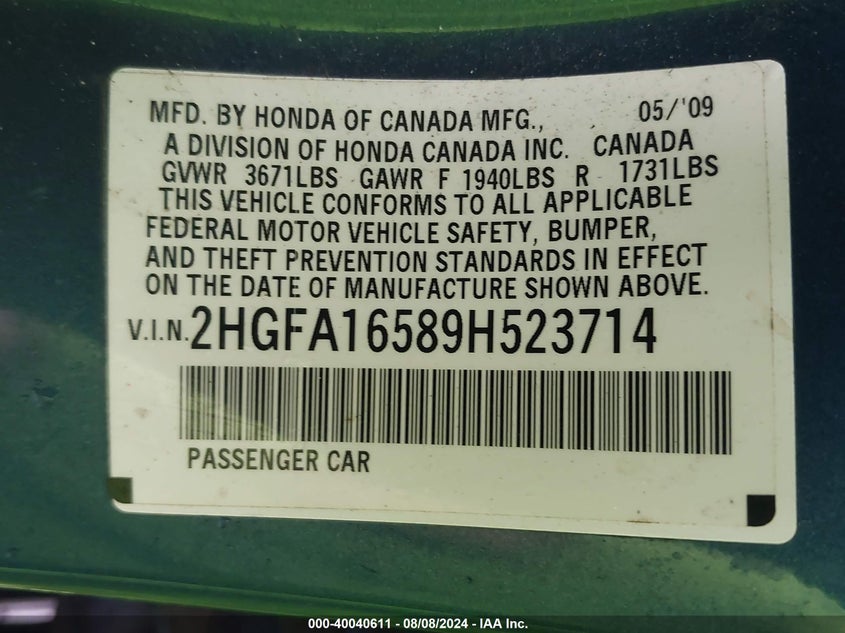 MFD. BY HONDA OF CANADA MFG., 05/'09
A DIVISION OF HONDA CANADA INC. CANADA
GVWR 3671LBS GAWR F 1940LBS R 1731LBS
THIS VEHICLE CONFORMS TO ALL APPLICABLE
FEDERAL MOTOR VEHICLE SAFETY, BUMPER,
AND THEFT PREVENTION STANDARDS IN EFFECT
ON THE DATE OF MANUFACTURE SHOWN ABOVE.
V.I.N. 2HGFA16589H523714
PASSENGER CAR
000-40040611 - 08/08/2024 - IAA Inc.